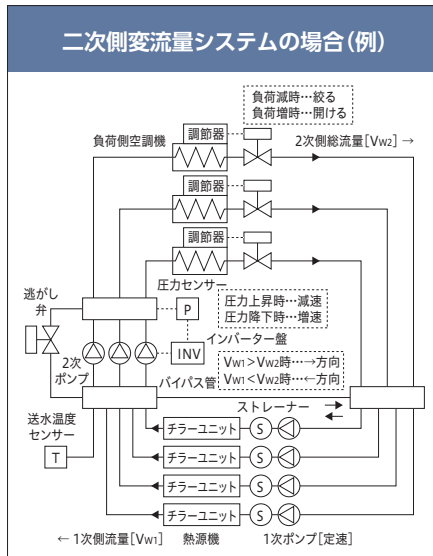 二次側変流量システムの場合(例)
負荷減時…絞る
負荷増時…開ける
負荷側空調機
調節器
2次側総流量[VW2] →
調節器
調節器
圧力センサー
逃がし
弁
P
圧力上昇時…減速
圧力降下時…増速
INV
インバーター盤
2次
ポンプ
バイパス管
VW1>VW2時…→方向
VW1<VW2時…←方向
送水温度
センサー
ストレーナー
T
チラーユニット
S
チラーユニット
S
チラーユニット
S
チラーユニット
S
← 1次側流量[VW1]
熱源機
1次ポンプ[定速]